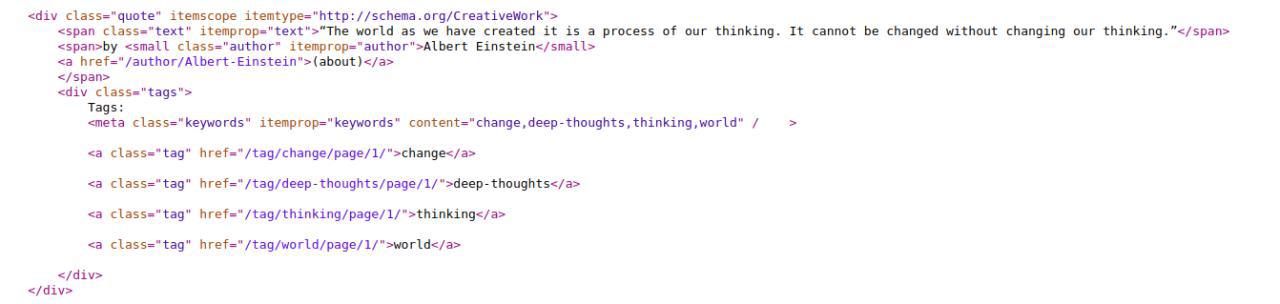 <div class="quote" itemscope itemtype="http://schema.org/CreativeWork">
<span class="text" itemprop="text">“The world as we have created it is a process of our thinking. It cannot be changed without changing our thinking.”</span>
<span>by <small class="author" itemprop="author">Albert Einstein</small>
<a href="/author/Albert-Einstein">(about)</a>
</span>
<div class="tags">
Tags:
<meta class="keywords" itemprop="keywords" content="change,deep-thoughts,thinking,world" /    >
<a class="tag" href="/tag/change/page/1/">change</a>
<a class="tag" href="/tag/deep-thoughts/page/1/">deep-thoughts</a>
<a class="tag" href="/tag/thinking/page/1/">thinking</a>
<a class="tag" href="/tag/world/page/1/">world</a>
</div>
</div>